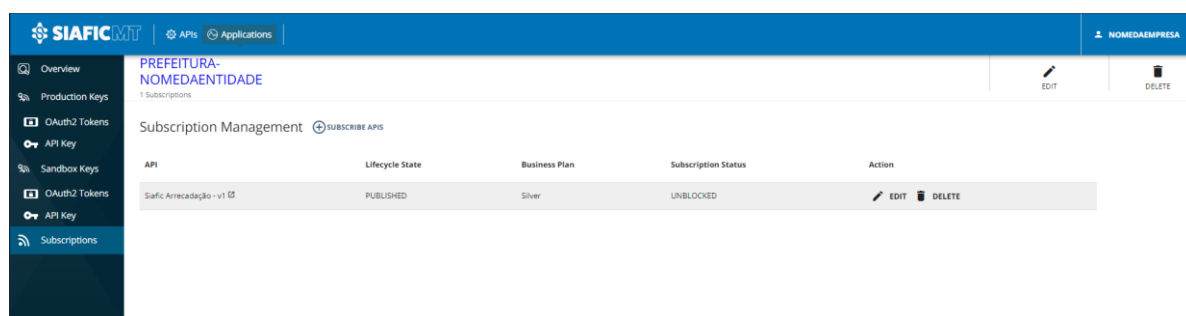 SIAFICMT APIs Applications NOMEDAEMPRESA
Overview
Production Keys
OAuth2 Tokens
API Key
Sandbox Keys
OAuth2 Tokens
API Key
Subscriptions
PREFEITURA-
NOMEDAENTIDADE
1 Subscriptions
EDIT DELETE
Subscription Management SUBSCRIBE APIS
API Lifecycle State Business Plan Subscription Status Action
Siafic Arrecadação - v1 PUBLISHED Silver UNBLOCKED EDIT DELETE